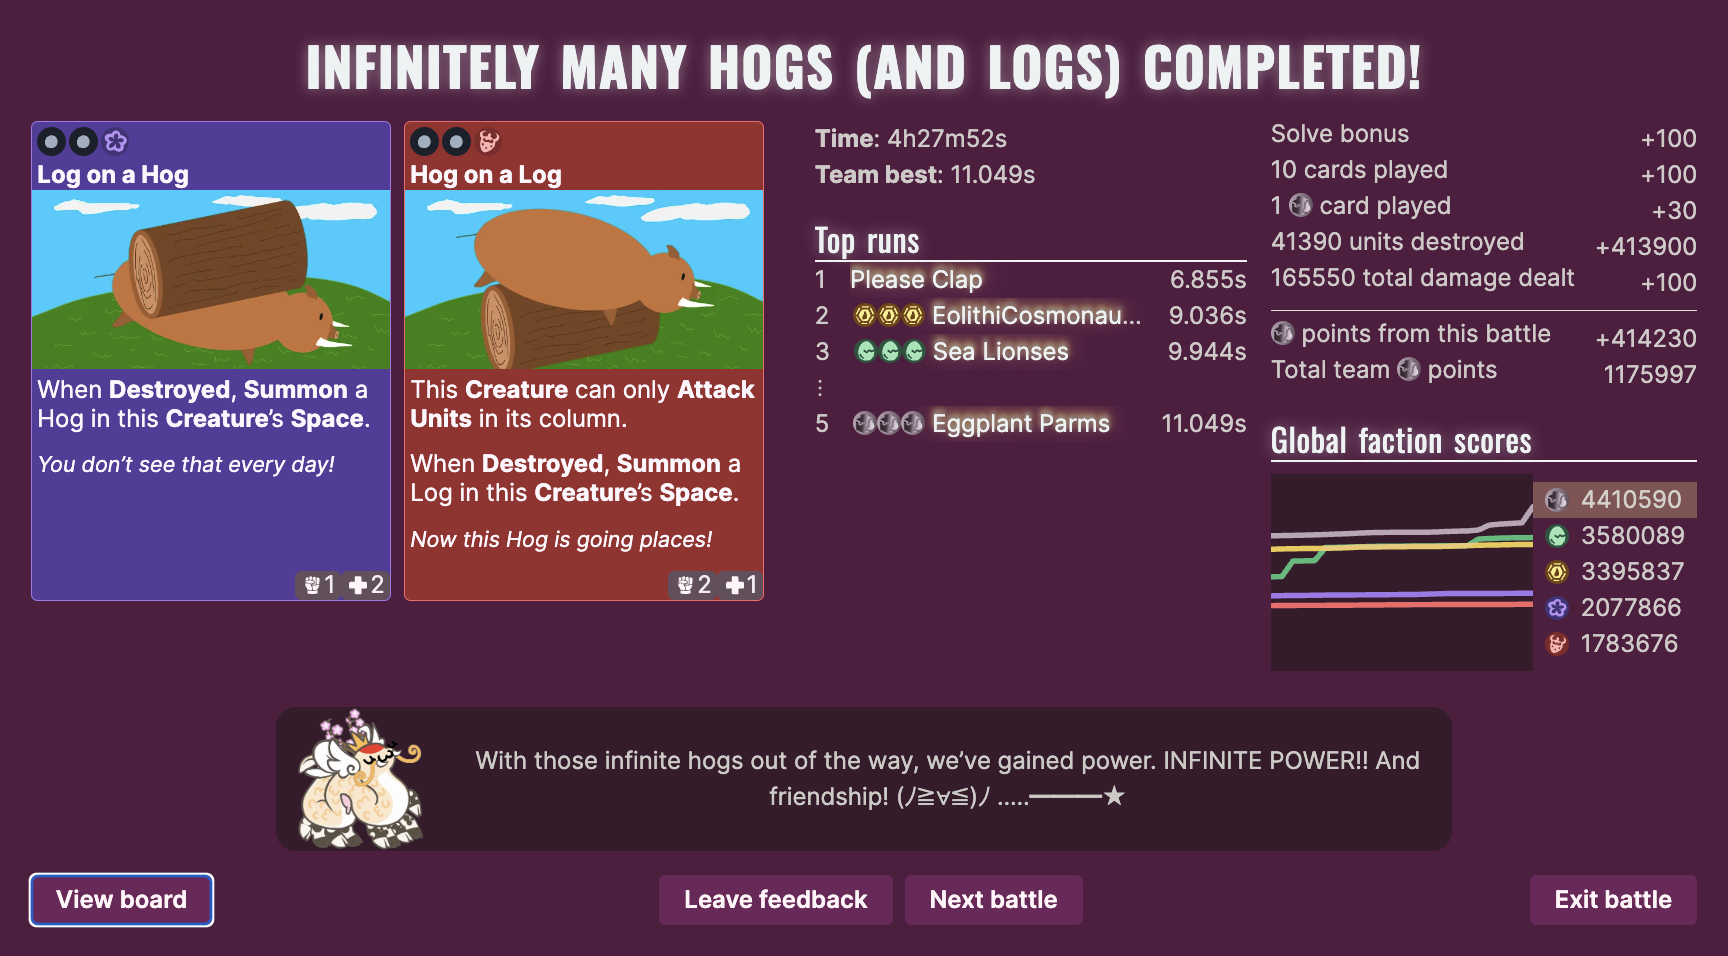 INFINITELY MANY HOGS (AND LOGS) COMPLETED!
Log on a Hog
When Destroyed, Summon a
Hog in this Creature's Space.
You don't see that every day!
1 2
Hog on a Log
This Creature can only Attack
Units in its column.
When Destroyed, Summon a
Log in this Creature's Space.
Now this Hog is going places!
2 1
Time: 4h27m52s
Team best: 11.049s
Top runs
1 Please Clap 6.855s
2 EolithiCosmonau... 9.036s
3 Sea Lionses 9.944s
⋮
5 Eggplant Parms 11.049s
Solve bonus +100
10 cards played +100
1 card played +30
41390 units destroyed +413900
165550 total damage dealt +100
points from this battle +414230
Total team points 1175997
Global faction scores
4410590
3580089
3395837
2077866
1783676
With those infinite hogs out of the way, we've gained power. INFINITE POWER!! And
friendship! (ﾉ≧∀≦)ﾉ .....━━━━★
View board
Leave feedback
Next battle
Exit battle